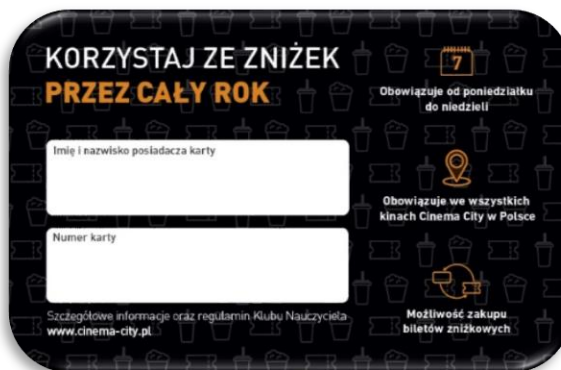 KORZYSTAJ ZE ZNIŻEK
PRZEZ CAŁY ROK
Imię i nazwisko posiadacza karty
Numer karty
Szczegółowe informacje oraz regulamin Klubu Nauczyciela
www.cinema-city.pl
7
Obowiązuje od poniedziałku
do niedzieli
Obowiązuje we wszystkich
kinach Cinema City w Polsce
Możliwość zakupu
biletów zniżkowych